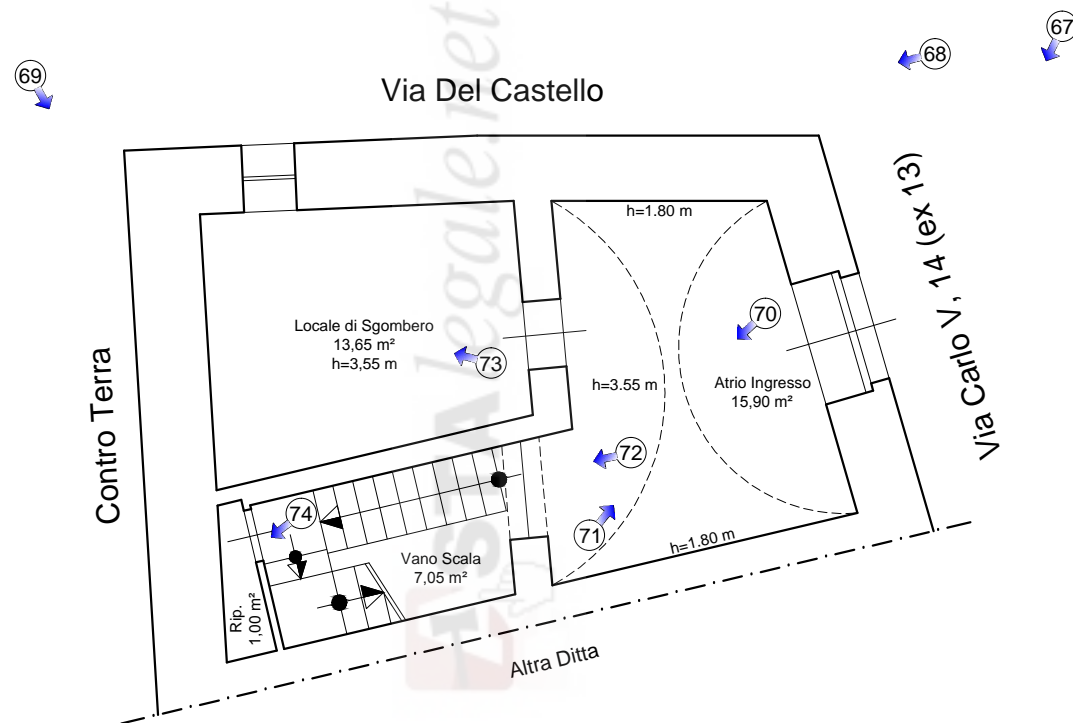 67
68
69
Via Del Castello
Via Carlo V, 14 (ex 13)
h=1.80 m
70
Locale di Sgombero
13,65 m²
h=3,55 m
73
h=3.55 m
Atrio Ingresso
15,90 m²
Contro Terra
72
74
71
h=1.80 m
Vano Scala
7,05 m²
Rip.
1,00 m²
Altra Ditta
ASTAlegale.net